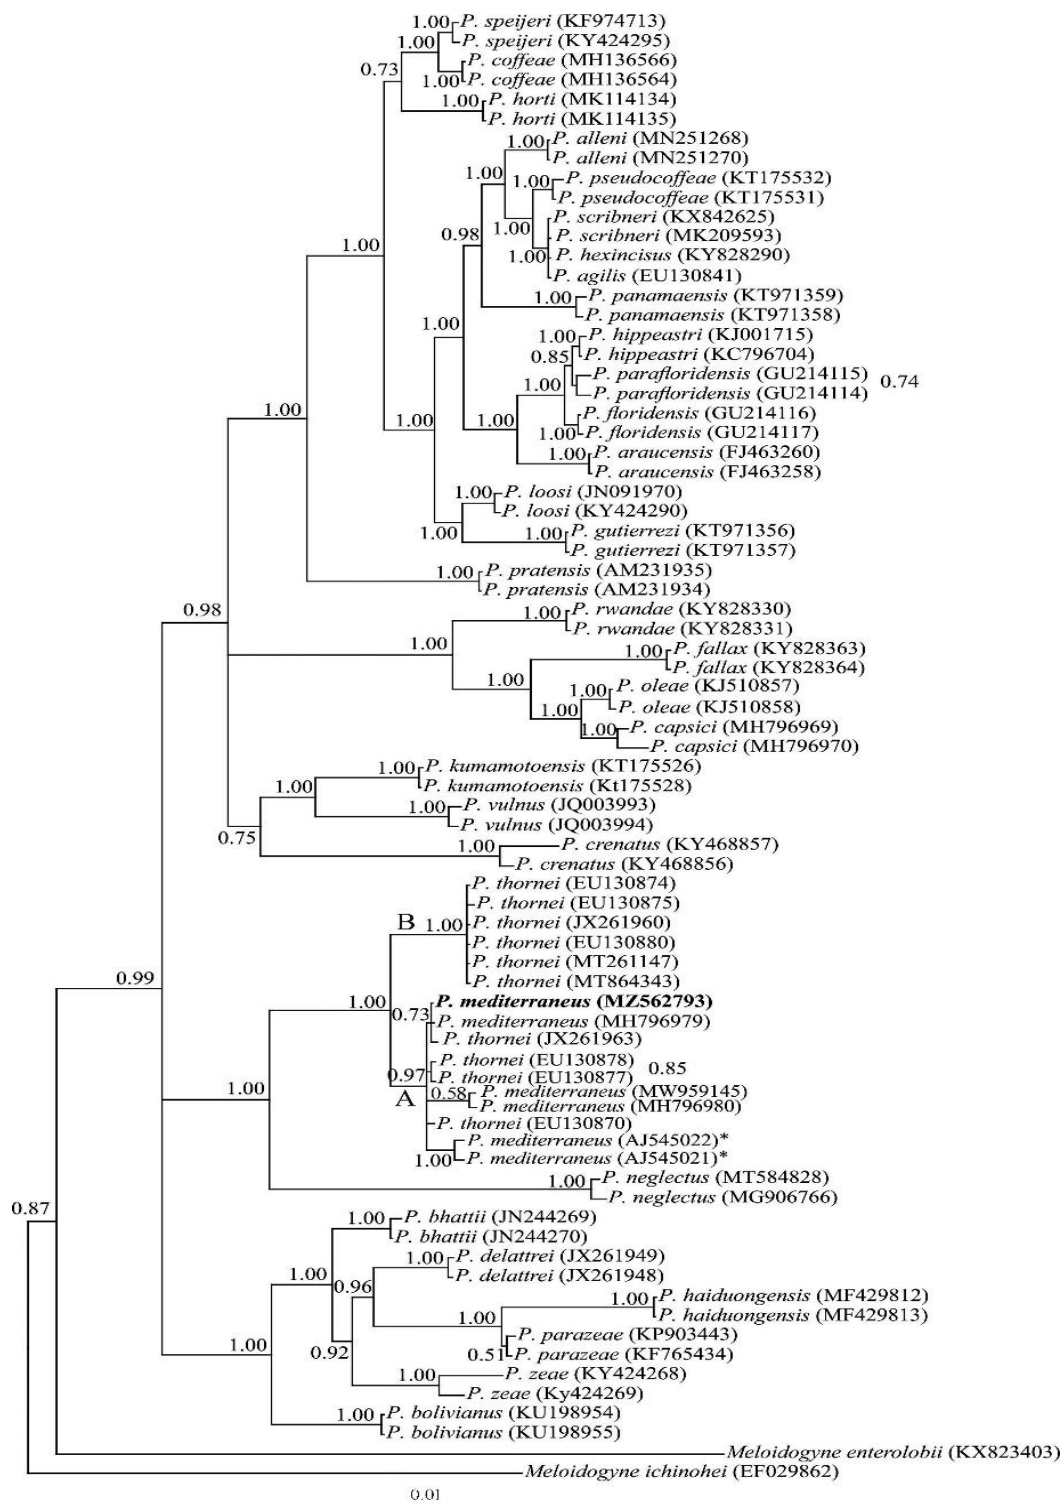 1.00 P. speijeri (KF974713)
1.00 P. speijeri (KY424295)
0.73 P. coffeae (MH136566)
1.00 P. coffeae (MH136564)
1.00 P. horti (MK114134)
P. horti (MK114135)
1.00 P. alleni (MN251268)
P. alleni (MN251270)
1.00 1.00 P. pseudocoffeae (KT175532)
P. pseudocoffeae (KT175531)
1.00 P. scribneri (KX842625)
1.00 0.98 P. scribneri (MK209593)
1.00 P. hexincisus (KY828290)
P. agilis (EU130841)
1.00 P. panamaensis (KT971359)
1.00 P. panamaensis (KT971358)
1.00 P. hippeastri (KJ001715)
0.85 P. hippeastri (KC796704)
P. parafloridensis (GU214115) 0.74
1.00 P. parafloridensis (GU214114)
1.00 1.00 P. floridensis (GU214116)
1.00 P. floridensis (GU214117)
1.00 P. araucensis (FJ463260)
P. araucensis (FJ463258)
1.00 P. loosi (JN091970)
P. loosi (KY424290)
1.00 1.00 P. gutierrezi (KT971356)
P. gutierrezi (KT971357)
1.00 P. pratensis (AM231935)
P. pratensis (AM231934)
0.98 1.00 P. rwandae (KY828330)
P. rwandae (KY828331)
1.00 1.00 P. fallax (KY828363)
P. fallax (KY828364)
1.00 1.00 P. oleae (KJ510857)
1.00 P. oleae (KJ510858)
1.00 P. capsici (MH796969)
P. capsici (MH796970)
1.00 P. kumamotoensis (KT175526)
1.00 P. kumamotoensis (Kt175528)
1.00 P. vulnus (JQ003993)
0.75 P. vulnus (JQ003994)
1.00 P. crenatus (KY468857)
P. crenatus (KY468856)
P. thornei (EU130874)
P. thornei (EU130875)
B 1.00 P. thornei (JX261960)
P. thornei (EU130880)
P. thornei (MT261147)
0.99 P. thornei (MT864343)
1.00 P. mediterraneus (MZ562793)
0.73 P. mediterraneus (MH796979)
P. thornei (JX261963)
P. thornei (EU130878) 0.85
0.97 P. thornei (EU130877)
1.00 A 0.58 P. mediterraneus (MW959145)
P. mediterraneus (MH796980)
P. thornei (EU130870)
P. mediterraneus (AJ545022)*
1.00 P. mediterraneus (AJ545021)*
1.00 P. neglectus (MT584828)
P. neglectus (MG906766)
0.87 1.00 P. bhattii (JN244269)
P. bhattii (JN244270)
1.00 P. delattrei (JX261949)
1.00 0.96 P. delattrei (JX261948)
1.00 P. haiduongensis (MF429812)
1.00 P. haiduongensis (MF429813)
P. parazeae (KP903443)
1.00 0.92 0.51 P. parazeae (KF765434)
1.00 P. zeae (KY424268)
P. zeae (Ky424269)
1.00 P. bolivianus (KU198954)
P. bolivianus (KU198955)
Meloidogyne enterolobii (KX823403)
Meloidogyne ichinohei (EF029862)
0.01